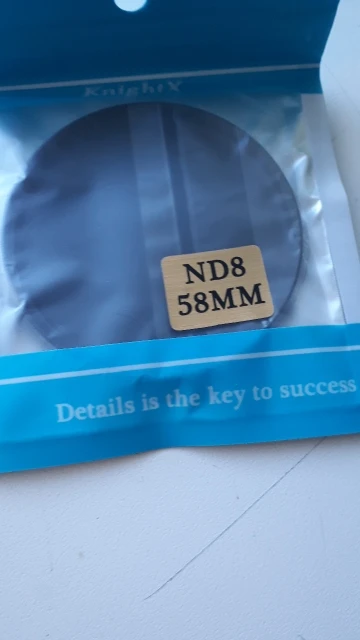 KnightX
ND8
58MM
Details is the key to success